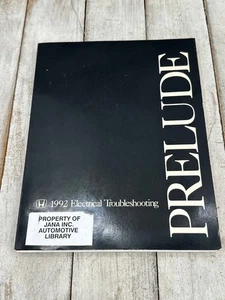 PRELUDE
1992 Electrical Troubleshooting
PROPERTY OF
JANA INC.
AUTOMOTIVE
LIBRARY